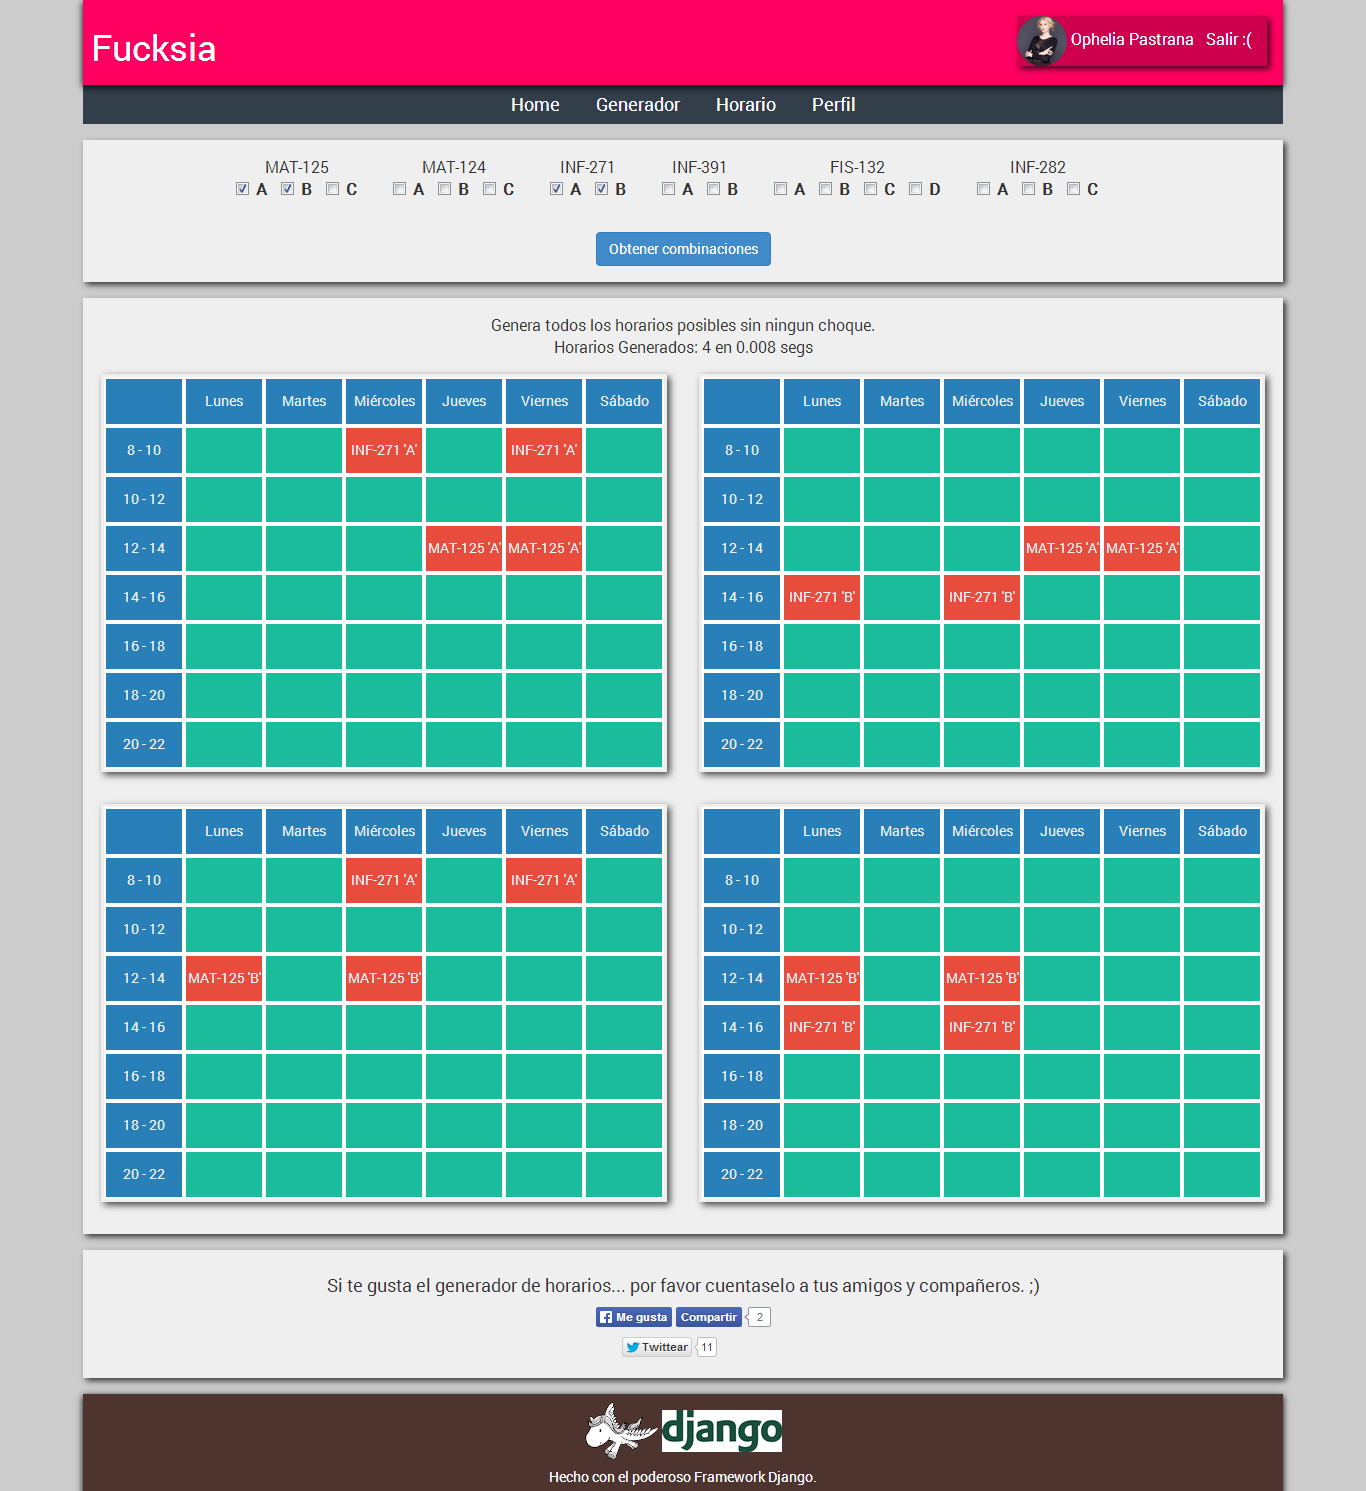 Fucksia
Ophelia Pastrana Salir :(
Home Generador Horario Perfil
MAT-125 MAT-124 INF-271 INF-391 FIS-132 INF-282
A B C A B C A B A B A B C D A B C
Obtener combinaciones
Genera todos los horarios posibles sin ningun choque.
Horarios Generados: 4 en 0.008 segs
Lunes Martes Miércoles Jueves Viernes Sábado
8 - 10 INF-271 'A' INF-271 'A'
10 - 12
12 - 14 MAT-125 'A' MAT-125 'A'
14 - 16
16 - 18
18 - 20
20 - 22
Lunes Martes Miércoles Jueves Viernes Sábado
8 - 10
10 - 12
12 - 14 MAT-125 'A' MAT-125 'A'
14 - 16 INF-271 'B' INF-271 'B'
16 - 18
18 - 20
20 - 22
Lunes Martes Miércoles Jueves Viernes Sábado
8 - 10 INF-271 'A' INF-271 'A'
10 - 12
12 - 14 MAT-125 'B' MAT-125 'B'
14 - 16
16 - 18
18 - 20
20 - 22
Lunes Martes Miércoles Jueves Viernes Sábado
8 - 10
10 - 12
12 - 14 MAT-125 'B' MAT-125 'B'
14 - 16 INF-271 'B' INF-271 'B'
16 - 18
18 - 20
20 - 22
Si te gusta el generador de horarios... por favor cuentaselo a tus amigos y compañeros. ;)
Me gusta Compartir 2
Twittear 11
django
Hecho con el poderoso Framework Django.